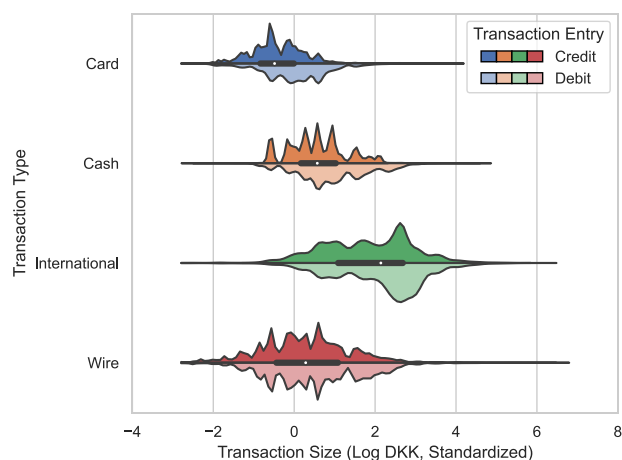 Transaction Entry
Credit
Debit
Card
Cash
International
Wire
Transaction Type
−4
−2
0
2
4
6
8
Transaction Size (Log DKK, Standardized)